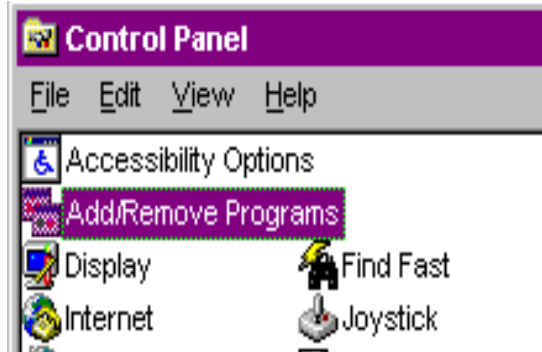 Control Panel
File Edit View Help
Accessibility Options
Add/Remove Programs
Display Find Fast
Internet Joystick